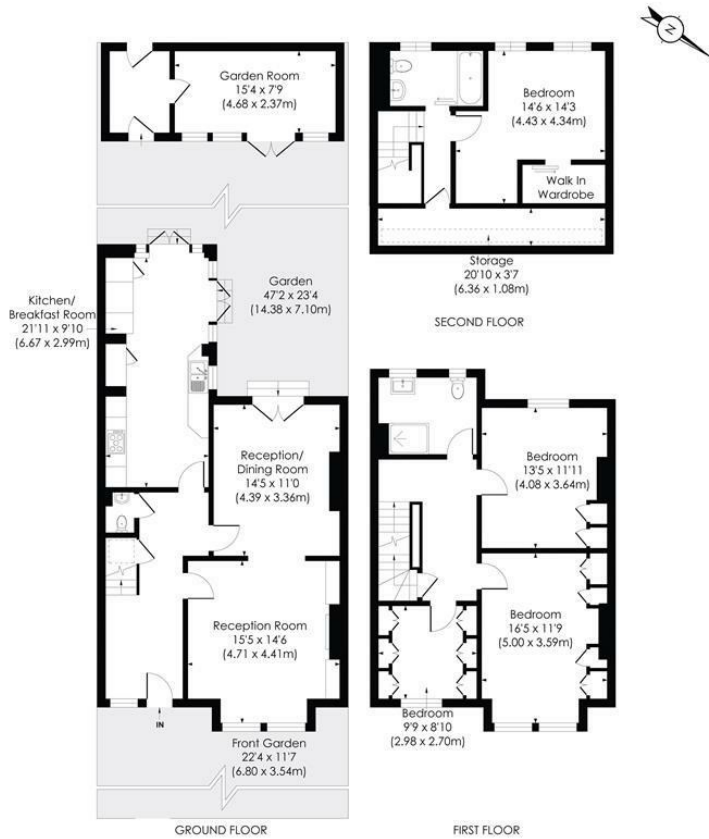 N
Garden Room
15'4 x 7'9
(4.68 x 2.37m)
Bedroom
14'6 x 14'3
(4.43 x 4.34m)
Walk In
Wardrobe
Storage
20'10 x 3'7
(6.36 x 1.08m)
SECOND FLOOR
Kitchen/
Breakfast Room
21'11 x 9'10
(6.67 x 2.99m)
Garden
47'2 x 23'4
(14.38 x 7.10m)
Reception/
Dining Room
14'5 x 11'0
(4.39 x 3.36m)
Reception Room
15'5 x 14'6
(4.71 x 4.41m)
IN
Front Garden
22'4 x 11'7
(6.80 x 3.54m)
GROUND FLOOR
Bedroom
13'5 x 11'11
(4.08 x 3.64m)
Bedroom
16'5 x 11'9
(5.00 x 3.59m)
Bedroom
9'9 x 8'10
(2.98 x 2.70m)
FIRST FLOOR